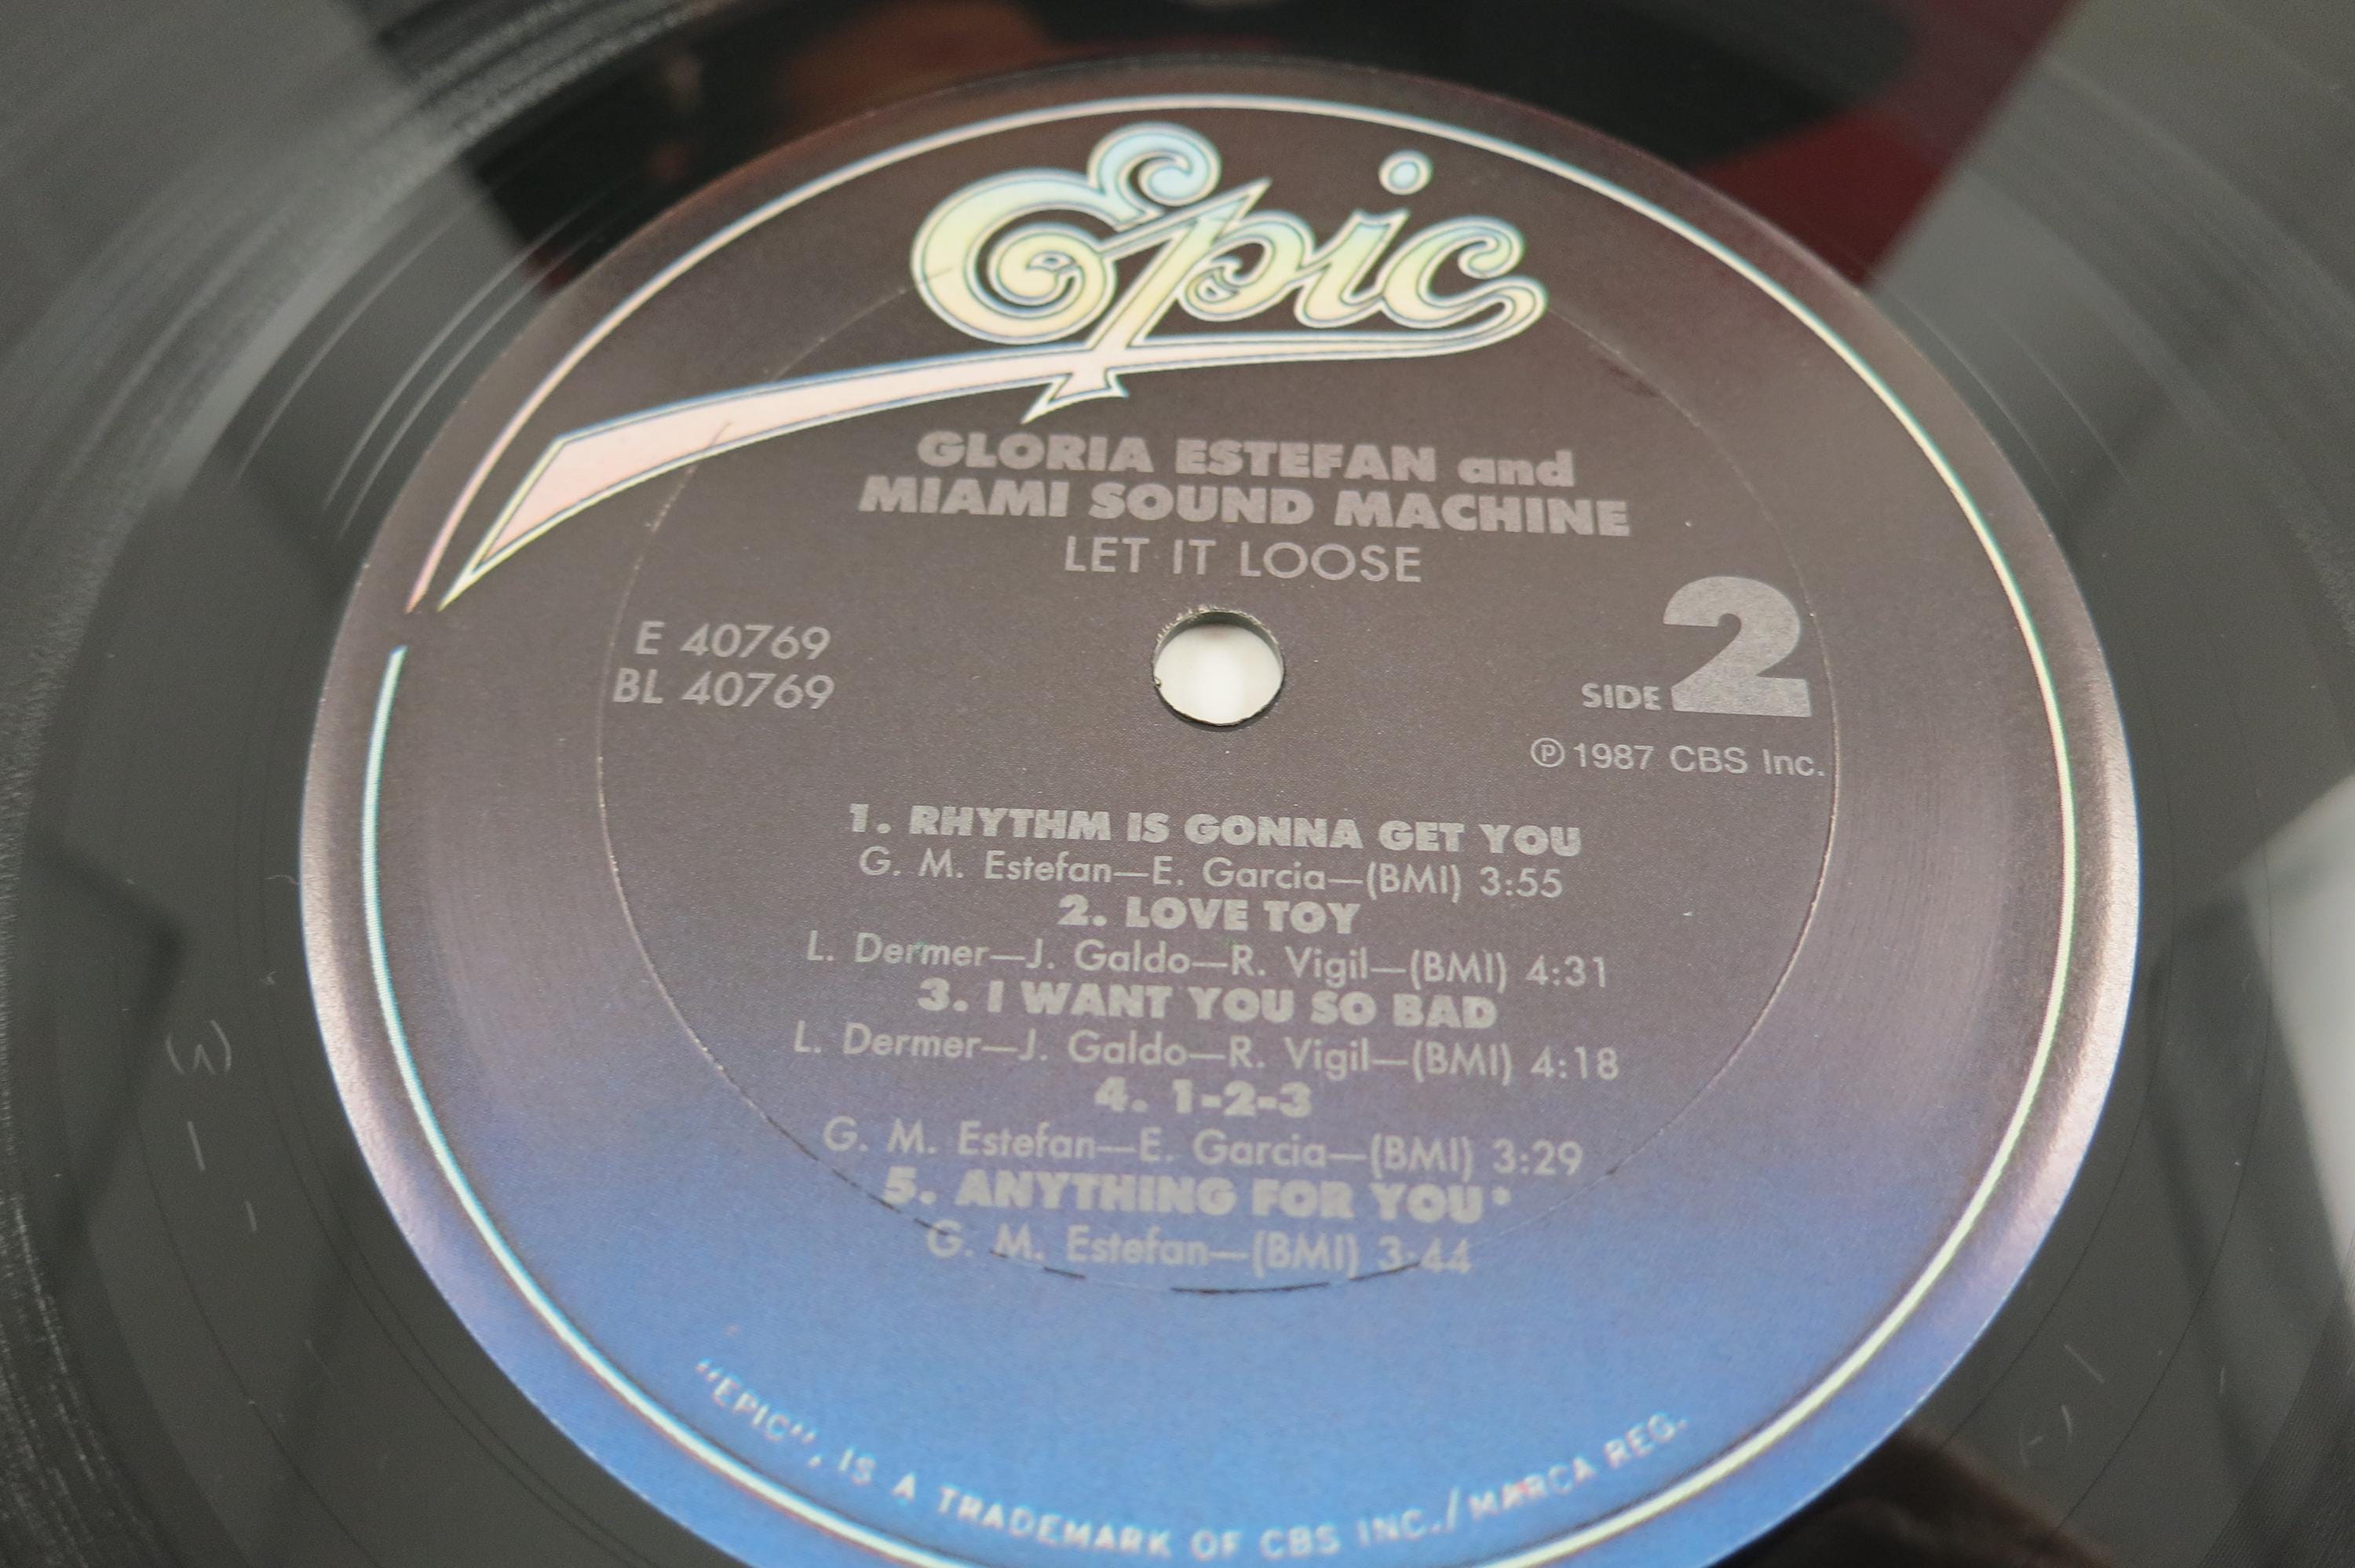 Epic
GLORIA ESTEFAN and
MIAMI SOUND MACHINE
LET IT LOOSE
E 40769
BL 40769
SIDE 2
℗ 1987 CBS Inc.
1. RHYTHM IS GONNA GET YOU
G. M. Estefan—E. Garcia—(BMI) 3:55
2. LOVE TOY
L. Dermer—J. Galdo—R. Vigil—(BMI) 4:31
3. I WANT YOU SO BAD
L. Dermer—J. Galdo—R. Vigil—(BMI) 4:18
4. 1-2-3
G. M. Estefan—E. Garcia—(BMI) 3:29
5. ANYTHING FOR YOU*
G. M. Estefan—(BMI) 3:44
"EPIC", IS A TRADEMARK OF CBS INC./MARCA REG.